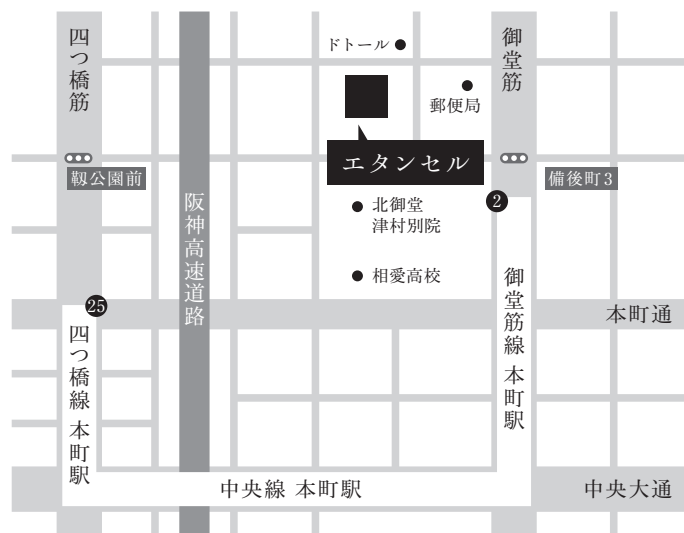 四つ橋筋
ドトール
御堂筋
郵便局
エタンセル
靱公園前
備後町3
阪神高速道路
北御堂
津村別院
2
相愛高校
御堂筋線 本町駅
25
本町通
四つ橋線 本町駅
中央線 本町駅
中央大通